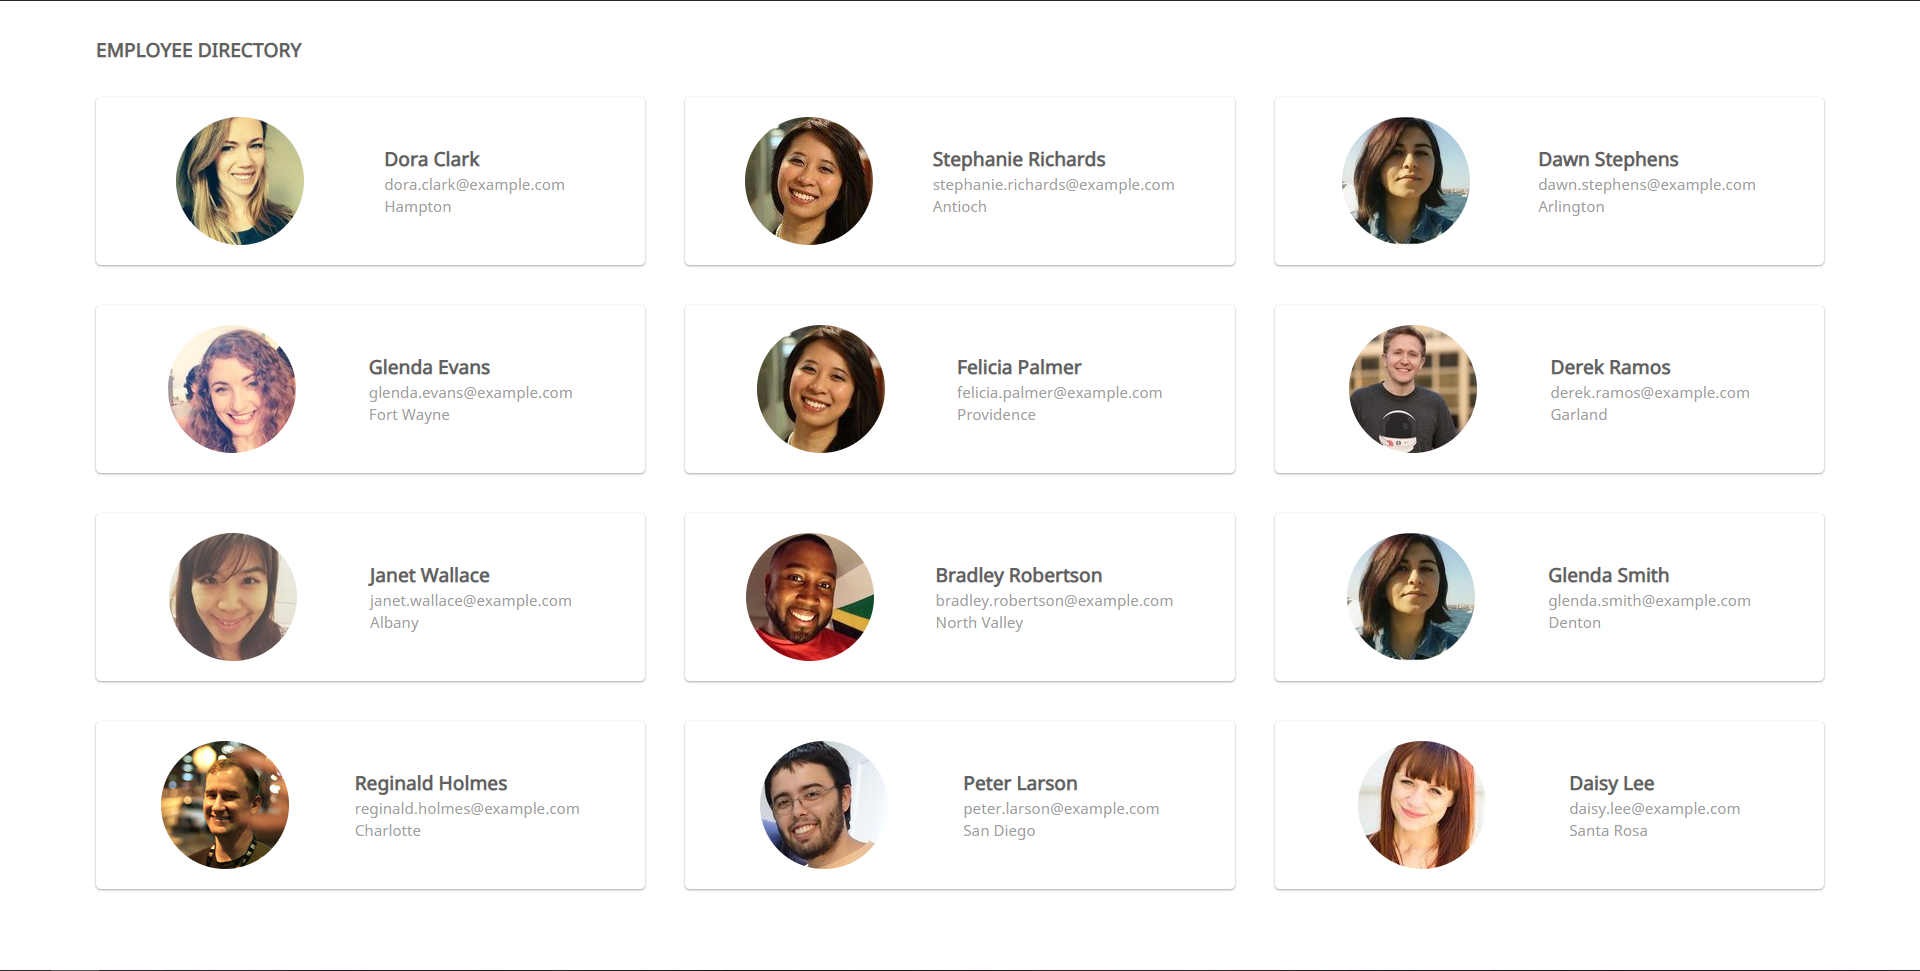 EMPLOYEE DIRECTORY
Dora Clark
dora.clark@example.com
Hampton
Stephanie Richards
stephanie.richards@example.com
Antioch
Dawn Stephens
dawn.stephens@example.com
Arlington
Glenda Evans
glenda.evans@example.com
Fort Wayne
Felicia Palmer
felicia.palmer@example.com
Providence
Derek Ramos
derek.ramos@example.com
Garland
Janet Wallace
janet.wallace@example.com
Albany
Bradley Robertson
bradley.robertson@example.com
North Valley
Glenda Smith
glenda.smith@example.com
Denton
Reginald Holmes
reginald.holmes@example.com
Charlotte
Peter Larson
peter.larson@example.com
San Diego
Daisy Lee
daisy.lee@example.com
Santa Rosa